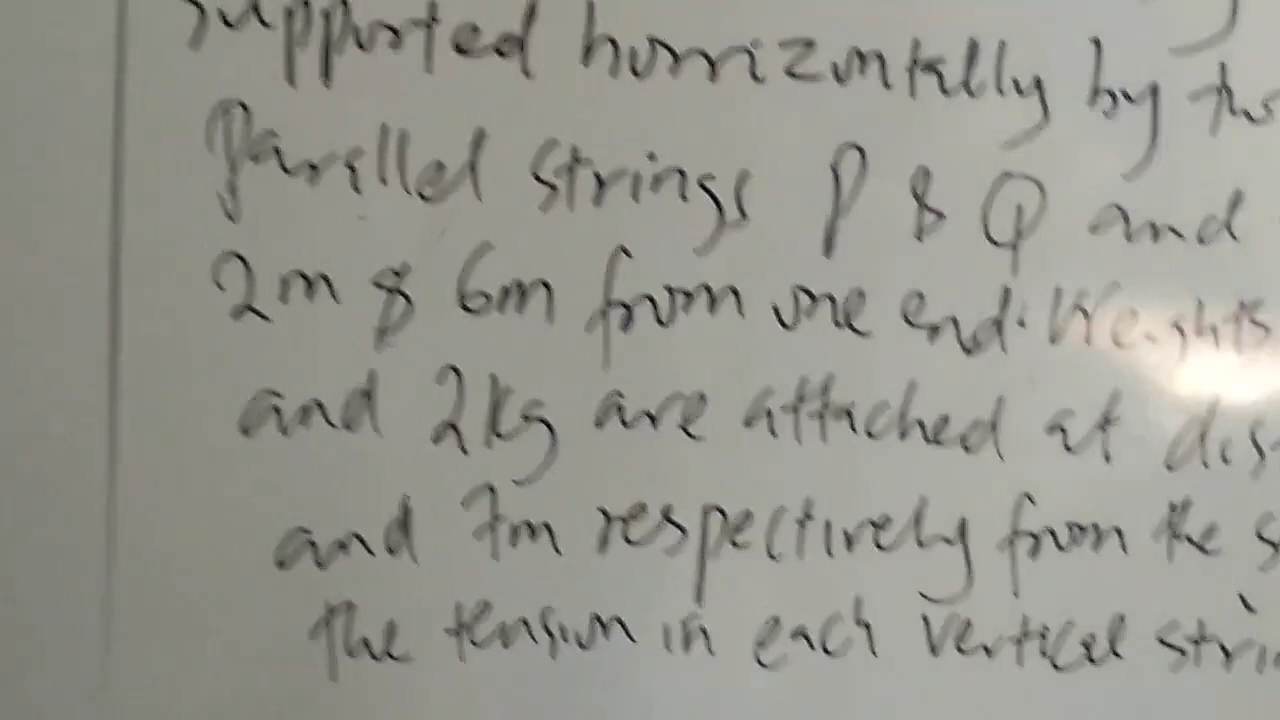 supported horrizontally by two
Parallel strings P & Q and
2m & 6m from one end. Weights
and 2kg are attached at dis
and 7m respectively from the s
the tension in each vertical stri